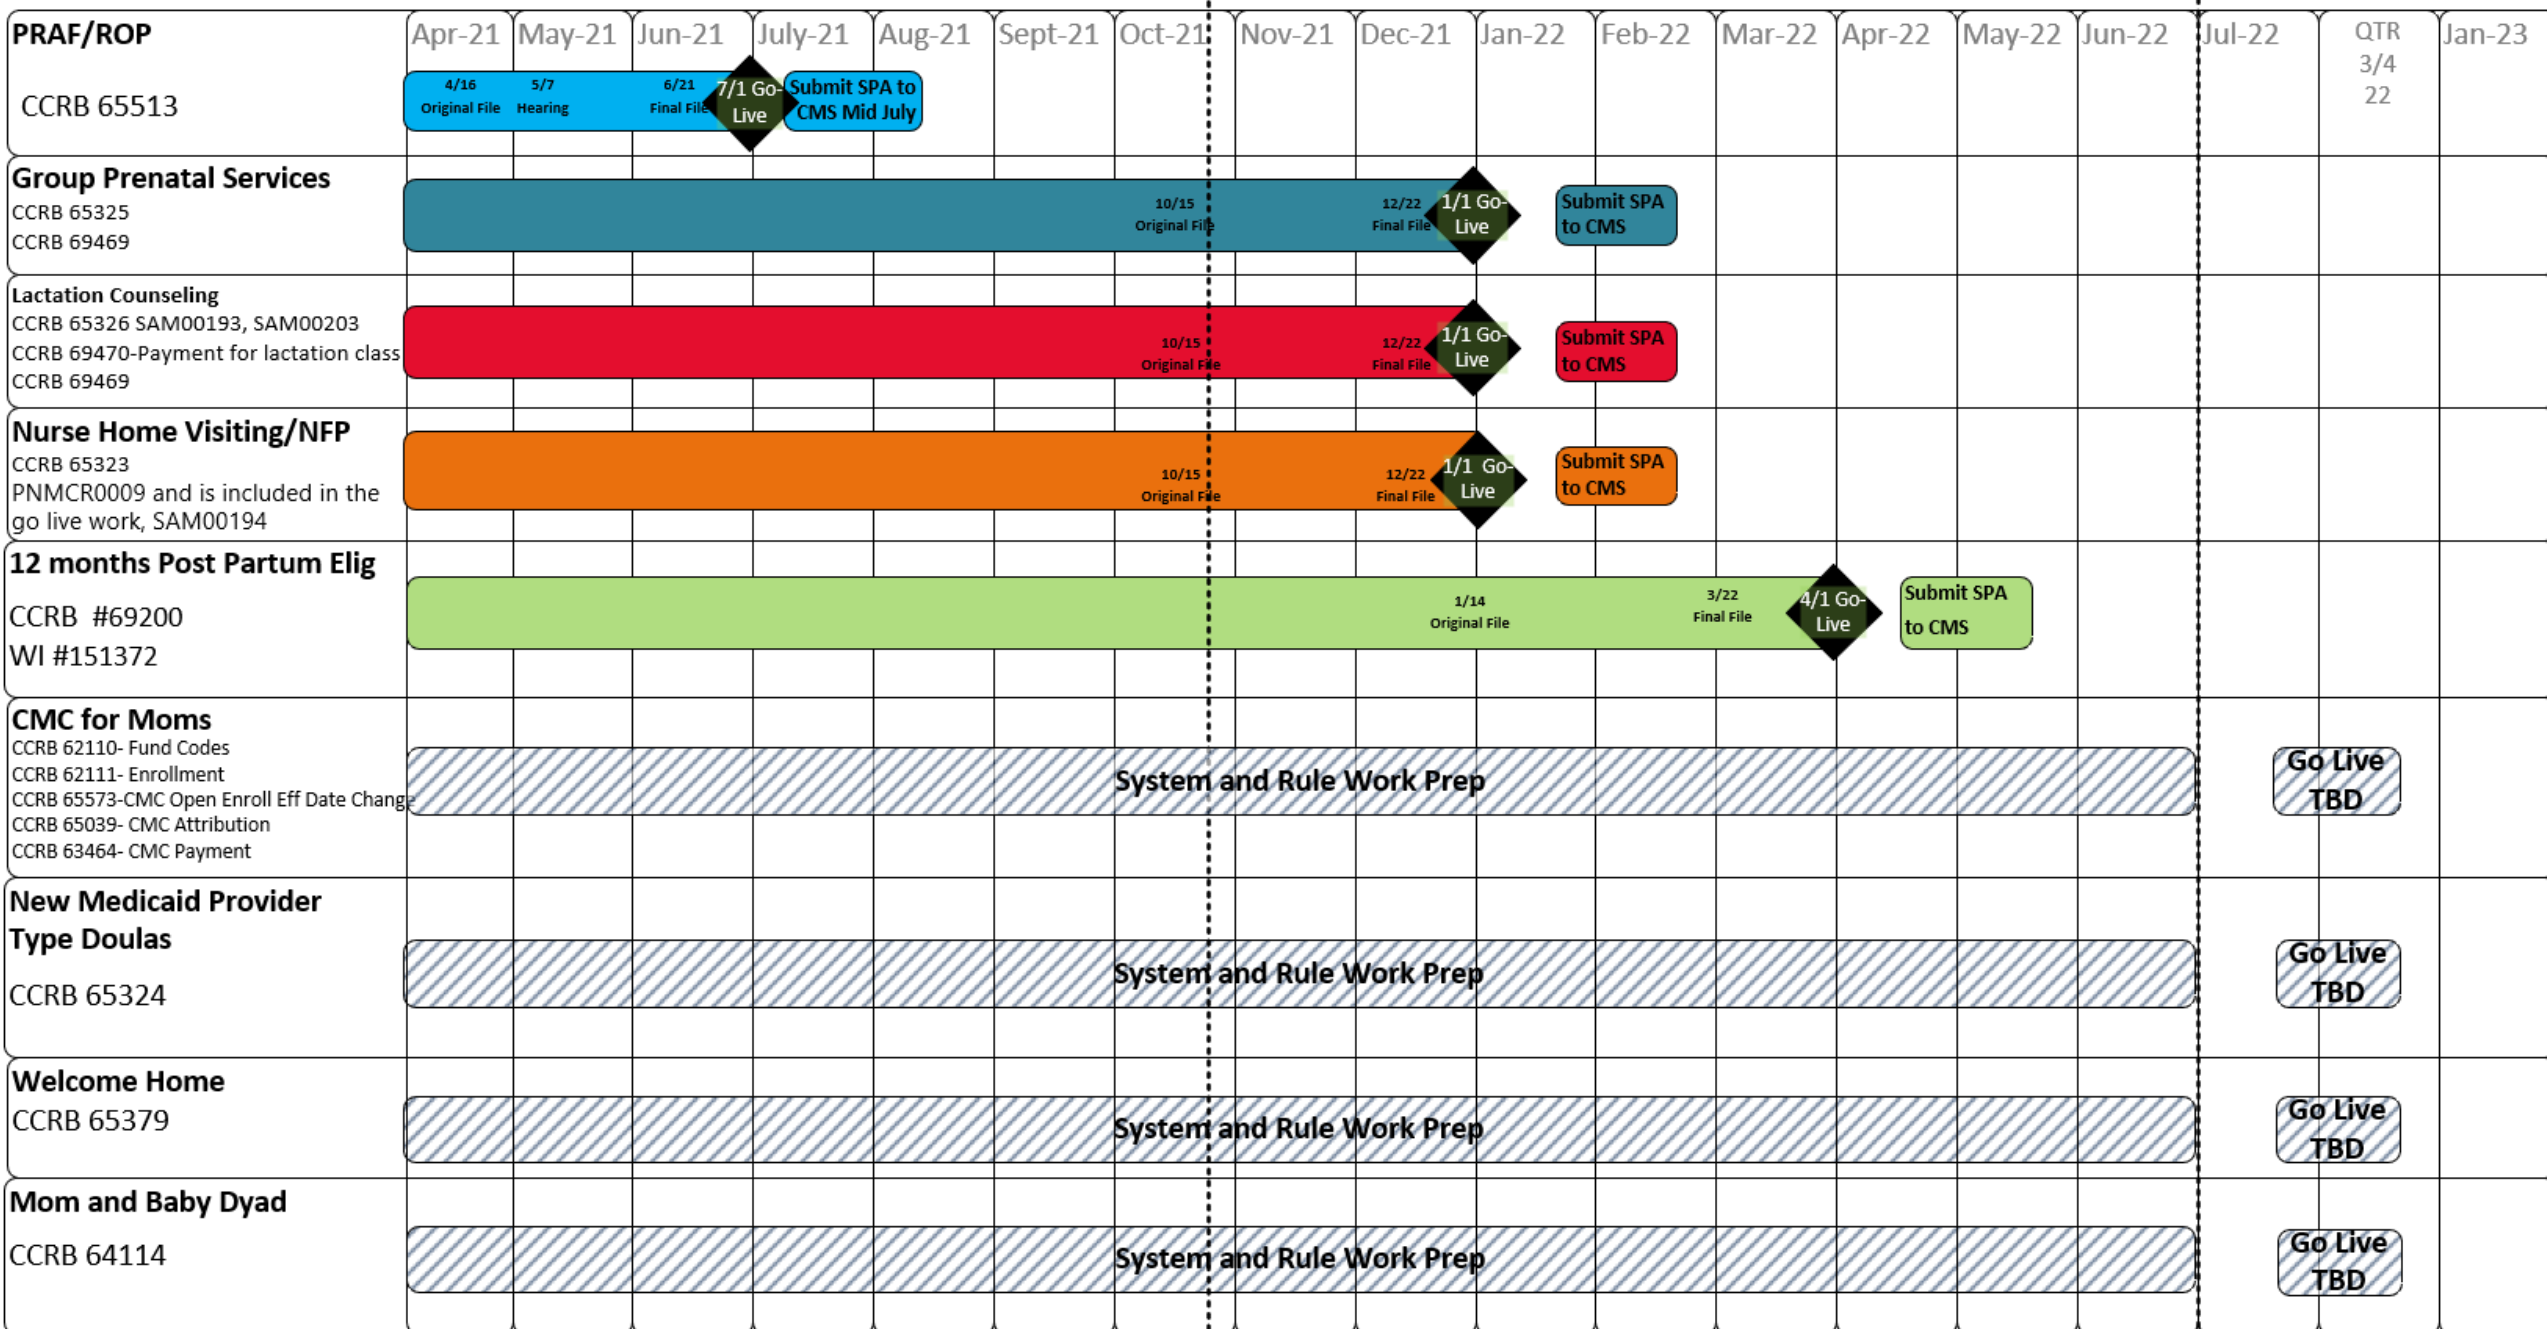 PRAF/ROP
CCRB 65513
Apr-21
May-21
Jun-21
July-21
Aug-21
Sept-21
Oct-21
Nov-21
Dec-21
Jan-22
Feb-22
Mar-22
Apr-22
May-22
Jun-22
Jul-22
QTR
3/4
22
Jan-23
4/16
Original File
5/7
Hearing
6/21
Final File
7/1 Go-
Live
Submit SPA to
CMS Mid July
Group Prenatal Services
CCRB 65325
CCRB 69469
10/15
Original File
12/22
Final File
1/1 Go-
Live
Submit SPA
to CMS
Lactation Counseling
CCRB 65326 SAM00193, SAM00203
CCRB 69470-Payment for lactation class
CCRB 69469
10/15
Original File
12/22
Final File
1/1 Go-
Live
Submit SPA
to CMS
Nurse Home Visiting/NFP
CCRB 65323
PNMCR0009 and is included in the
go live work, SAM00194
10/15
Original File
12/22
Final File
1/1 Go-
Live
Submit SPA
to CMS
12 months Post Partum Elig
CCRB #69200
WI #151372
1/14
Original File
3/22
Final File
4/1 Go-
Live
Submit SPA
to CMS
CMC for Moms
CCRB 62110- Fund Codes
CCRB 62111- Enrollment
CCRB 65573-CMC Open Enroll Eff Date Change
CCRB 65039- CMC Attribution
CCRB 63464- CMC Payment
System and Rule Work Prep
Go Live
TBD
New Medicaid Provider
Type Doulas
CCRB 65324
System and Rule Work Prep
Go Live
TBD
Welcome Home
CCRB 65379
System and Rule Work Prep
Go Live
TBD
Mom and Baby Dyad
CCRB 64114
System and Rule Work Prep
Go Live
TBD